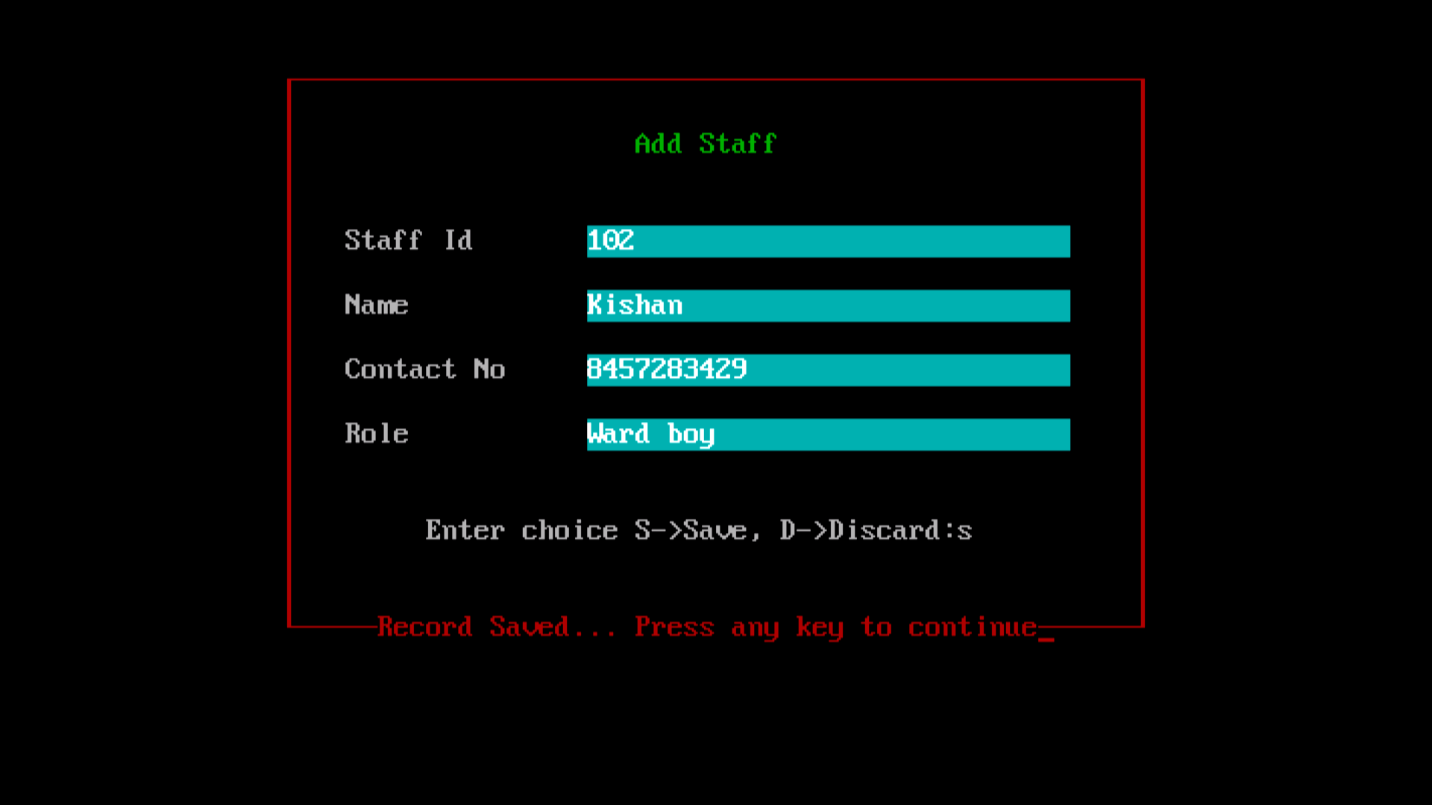 Add Staff
Staff Id 102
Name Kishan
Contact No 8457283429
Role Ward boy
Enter choice S->Save, D->Discard:s
Record Saved... Press any key to continue_